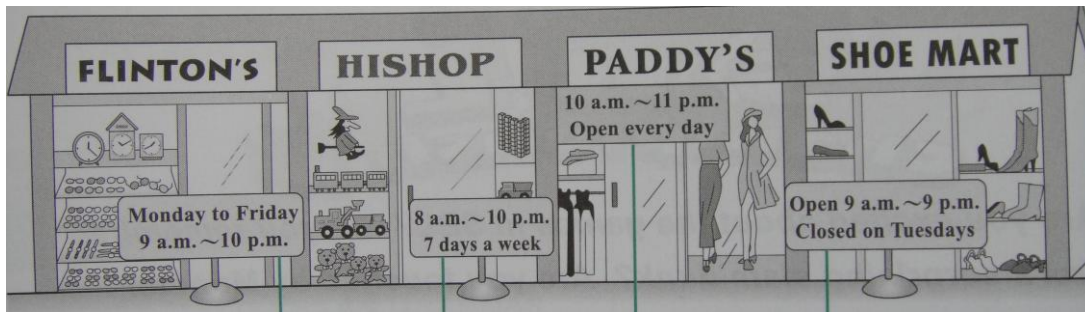 FLINTON'S
HISHOP
PADDY'S
SHOE MART
Monday to Friday
9 a.m.~10 p.m.
8 a.m.~10 p.m.
7 days a week
10 a.m.~11 p.m.
Open every day
Open 9 a.m.~9 p.m.
Closed on Tuesdays